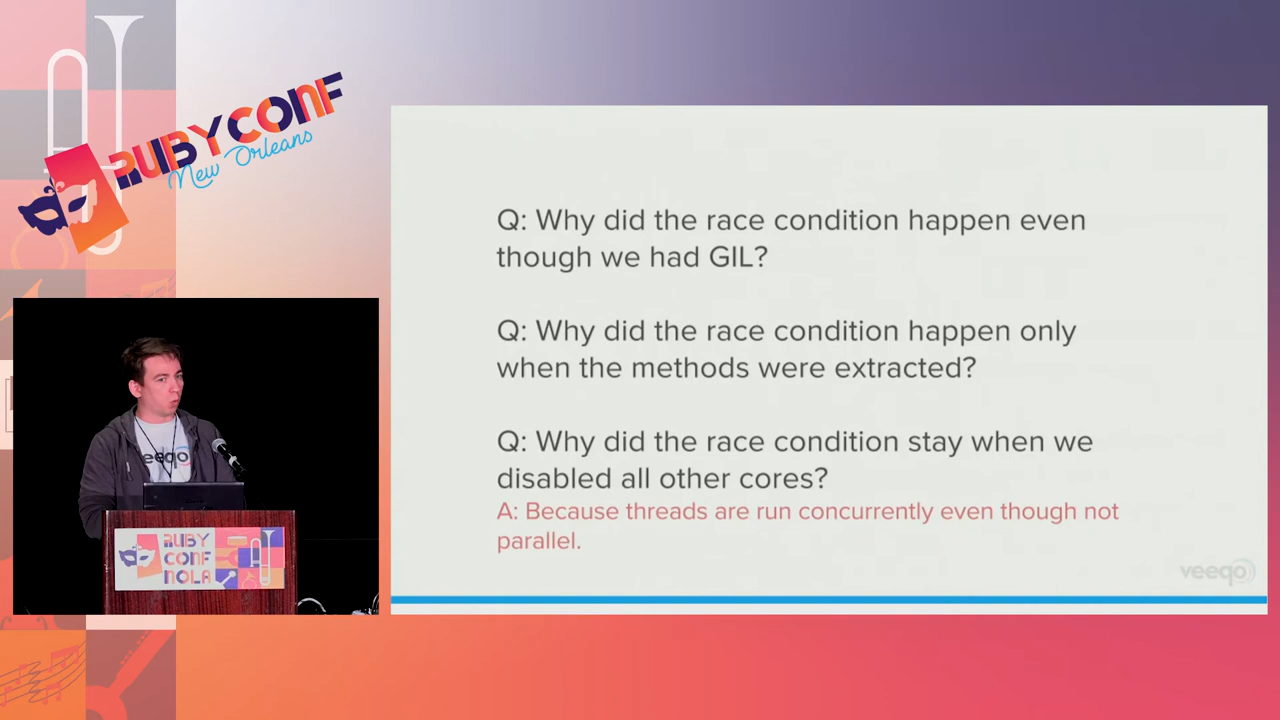 RUBYCONF
New Orleans
Q: Why did the race condition happen even
though we had GIL?
Q: Why did the race condition happen only
when the methods were extracted?
Q: Why did the race condition stay when we
disabled all other cores?
A: Because threads are run concurrently even though not
parallel.
veeqo
veeqo
RUBY
CONF
NOLA